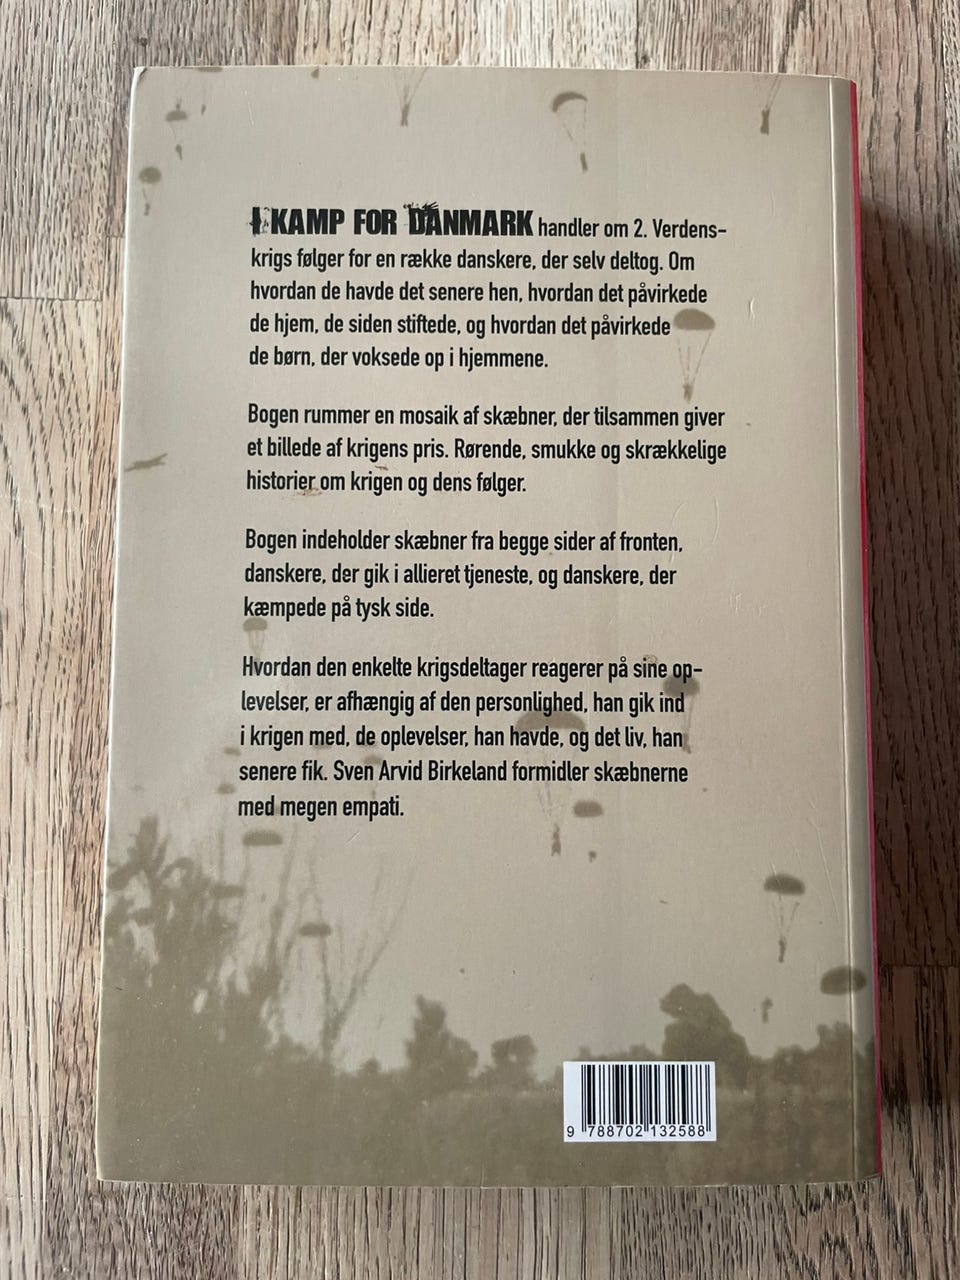 I KAMP FOR DANMARK handler om 2. Verdens-
krigs følger for en række danskere, der selv deltog. Om
hvordan de havde det senere hen, hvordan det påvirkede
de hjem, de siden stiftede, og hvordan det påvirkede
de børn, der voksede op i hjemmene.
Bogen rummer en mosaik af skæbner, der tilsammen giver
et billede af krigens pris. Rørende, smukke og skrækkelige
historier om krigen og dens følger.
Bogen indeholder skæbner fra begge sider af fronten,
danskere, der gik i allieret tjeneste, og danskere, der
kæmpede på tysk side.
Hvordan den enkelte krigsdeltager reagerer på sine op-
levelser, er afhængig af den personlighed, han gik ind
i krigen med, de oplevelser, han havde, og det liv, han
senere fik. Sven Arvid Birkeland formidler skæbnerne
med megen empati.
9 788702 132588